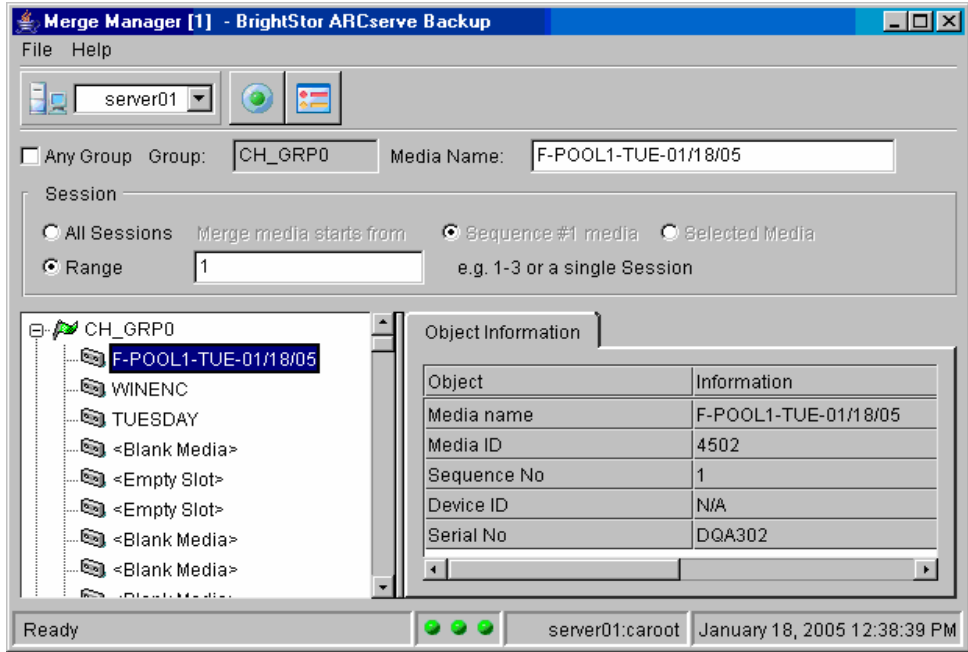 Merge Manager [1] - BrightStor ARCserve Backup
File Help
server01
Any Group Group: CH_GRP0 Media Name: F-POOL1-TUE-01/18/05
Session
All Sessions Merge media starts from Sequence #1 media Selected Media
Range 1 e.g. 1-3 or a single Session
CH_GRP0
F-POOL1-TUE-01/18/05
WINENC
TUESDAY
<Blank Media>
<Empty Slot>
<Empty Slot>
<Blank Media>
<Blank Media>
Object Information
Object Information
Media name F-POOL1-TUE-01/18/05
Media ID 4502
Sequence No 1
Device ID N/A
Serial No DQA302
Ready server01:caroot January 18, 2005 12:38:39 PM